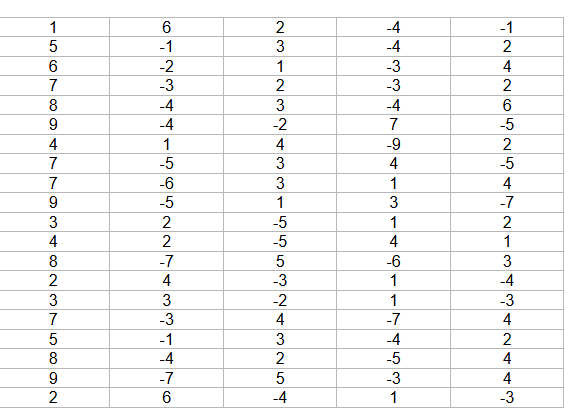 1 6 2 -4 -1
5 -1 3 -4 2
6 -2 1 -3 4
7 -3 2 -3 2
8 -4 3 -4 6
9 -4 -2 7 -5
4 1 4 -9 2
7 -5 3 4 -5
7 -6 3 1 4
9 -5 1 3 -7
3 2 -5 1 2
4 2 -5 4 1
8 -7 5 -6 3
2 4 -3 1 -4
3 3 -2 1 -3
7 -3 4 -7 4
5 -1 3 -4 2
8 -4 2 -5 4
9 -7 5 -3 4
2 6 -4 1 -3